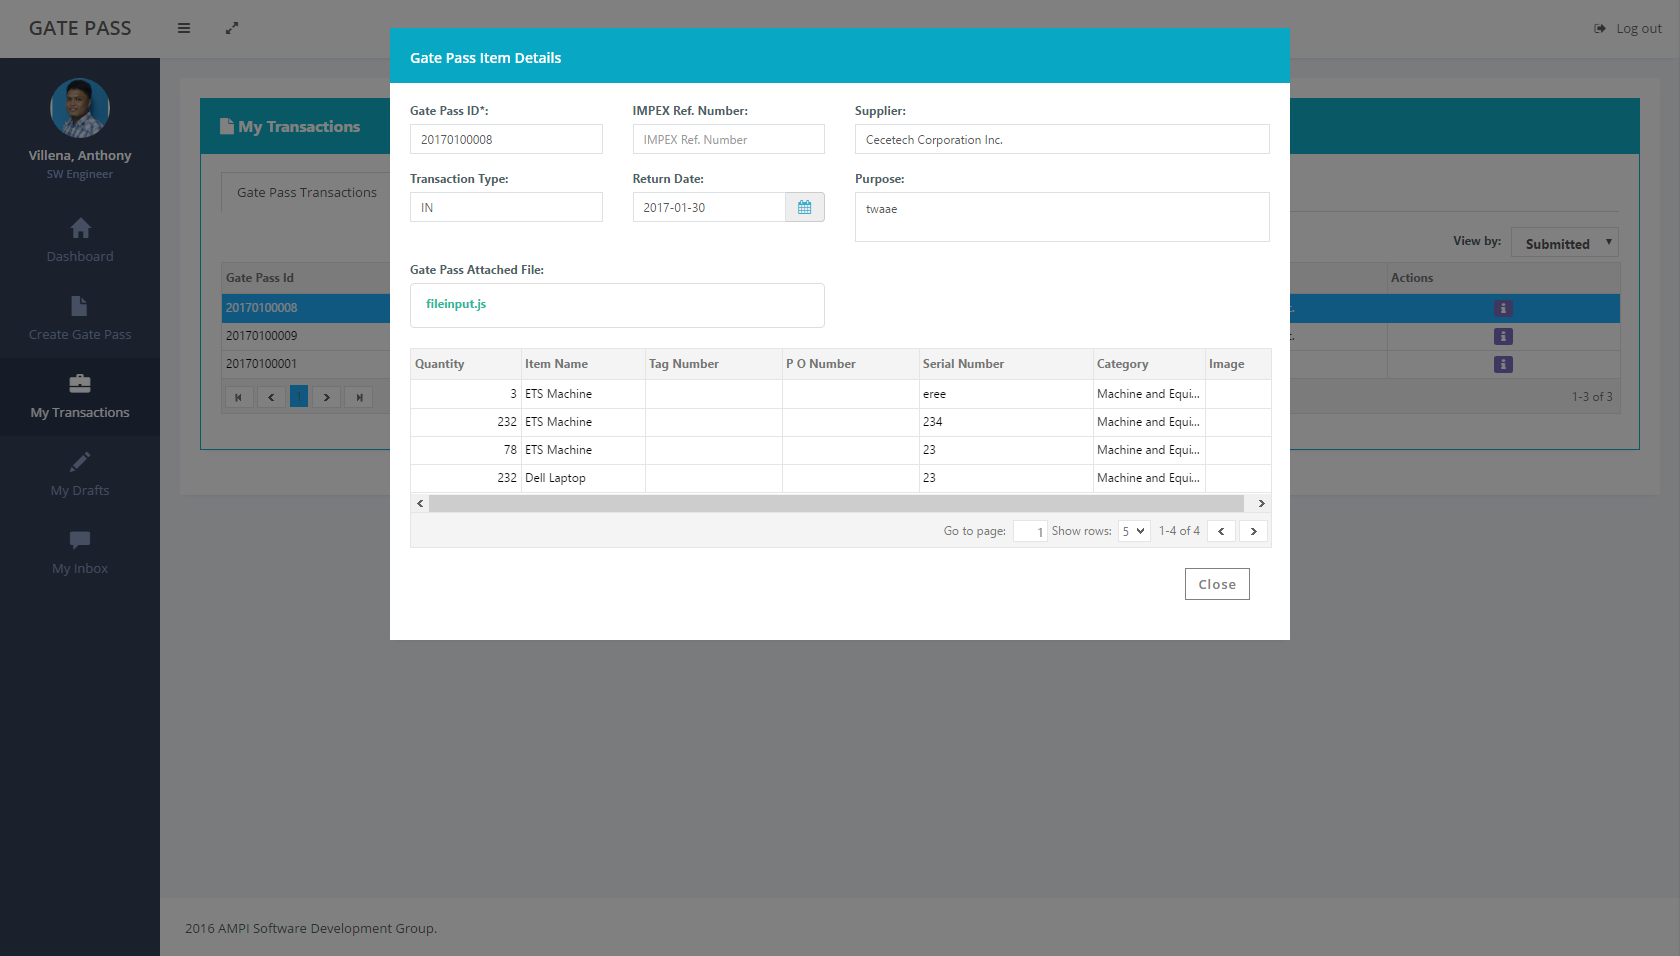 GATE PASS
Log out
Villena, Anthony
SW Engineer
Dashboard
Create Gate Pass
My Transactions
My Drafts
My Inbox
My Transactions
Gate Pass Transactions
View by: Submitted
Gate Pass Id Actions
20170100008
20170100009
20170100001
1
1-3 of 3
Gate Pass Item Details
Gate Pass ID*: IMPEX Ref. Number: Supplier:
20170100008 IMPEX Ref. Number Cecetech Corporation Inc.
Transaction Type: Return Date: Purpose:
IN 2017-01-30 twaae
Gate Pass Attached File:
fileinput.js
Quantity Item Name Tag Number P O Number Serial Number Category Image
3 ETS Machine eree Machine and Equi...
232 ETS Machine 234 Machine and Equi...
78 ETS Machine 23 Machine and Equi...
232 Dell Laptop 23 Machine and Equi...
Go to page: 1 Show rows: 5 1-4 of 4
Close
2016 AMPI Software Development Group.